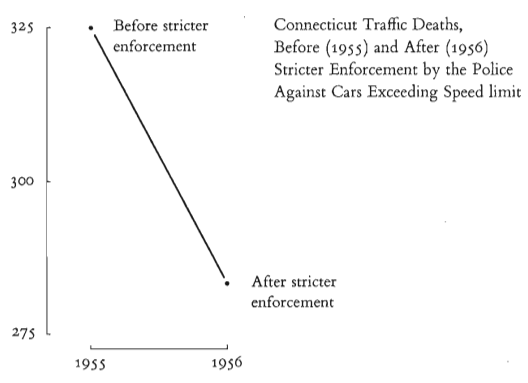 Connecticut Traffic Deaths,
Before (1955) and After (1956)
Stricter Enforcement by the Police
Against Cars Exceeding Speed limit
325
Before stricter
enforcement
300
After stricter
enforcement
275
1955 1956